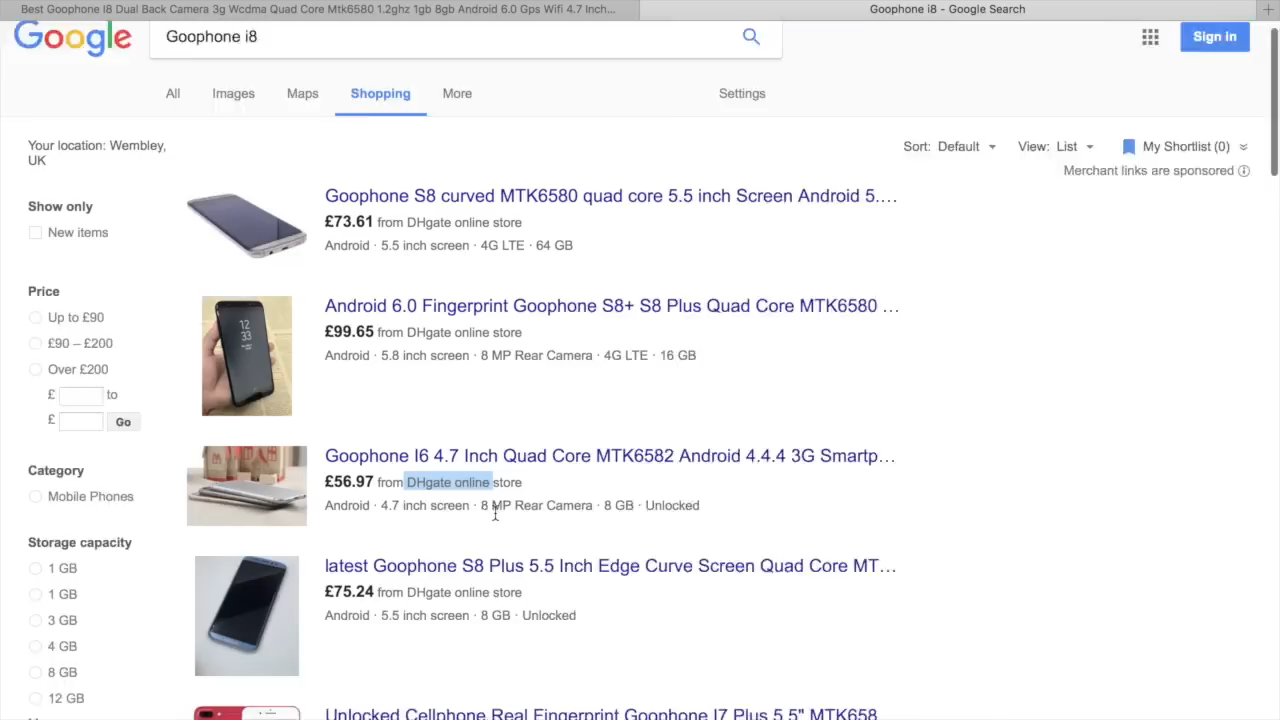 Best Goophone I8 Dual Back Camera 3g Wcdma Quad Core Mtk6580 1.2ghz 1gb 8gb Android 6.0 Gps Wifi 4.7 Inch...
Goophone i8 - Google Search
Google
Goophone i8
Sign in
All
Images
Maps
Shopping
More
Settings
Your location: Wembley,
UK
Sort: Default
View: List
My Shortlist (0)
Merchant links are sponsored
Show only
New items
Price
Up to £90
£90 – £200
Over £200
£ to
£ Go
Category
Mobile Phones
Storage capacity
1 GB
1 GB
3 GB
4 GB
8 GB
12 GB
Goophone S8 curved MTK6580 quad core 5.5 inch Screen Android 5....
£73.61 from DHgate online store
Android · 5.5 inch screen · 4G LTE · 64 GB
Android 6.0 Fingerprint Goophone S8+ S8 Plus Quad Core MTK6580 ...
£99.65 from DHgate online store
Android · 5.8 inch screen · 8 MP Rear Camera · 4G LTE · 16 GB
Goophone I6 4.7 Inch Quad Core MTK6582 Android 4.4.4 3G Smartp...
£56.97 from DHgate online store
Android · 4.7 inch screen · 8 MP Rear Camera · 8 GB · Unlocked
latest Goophone S8 Plus 5.5 Inch Edge Curve Screen Quad Core MT...
£75.24 from DHgate online store
Android · 5.5 inch screen · 8 GB · Unlocked
Unlocked Cellphone Real Fingerprint Goophone I7 Plus 5.5" MTK658